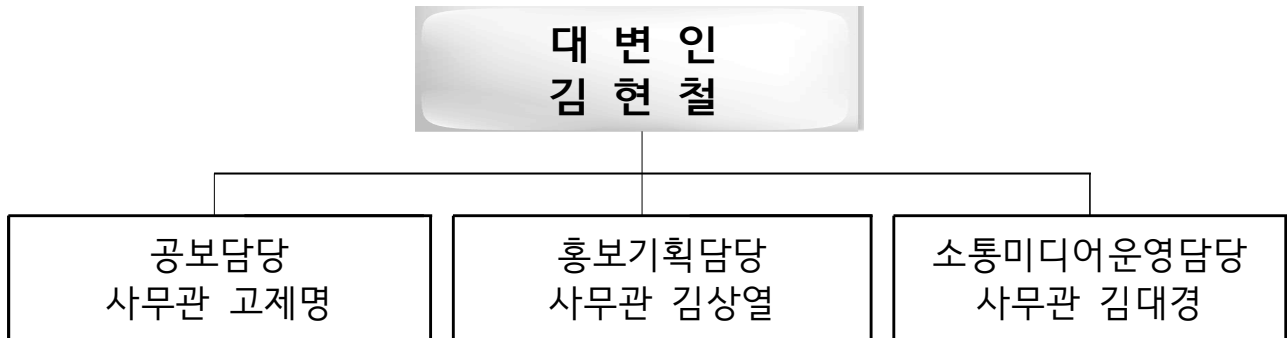 대 변 인
김 현 철
공보담당
사무관 고제명
홍보기획담당
사무관 김상열
소통미디어운영담당
사무관 김대경